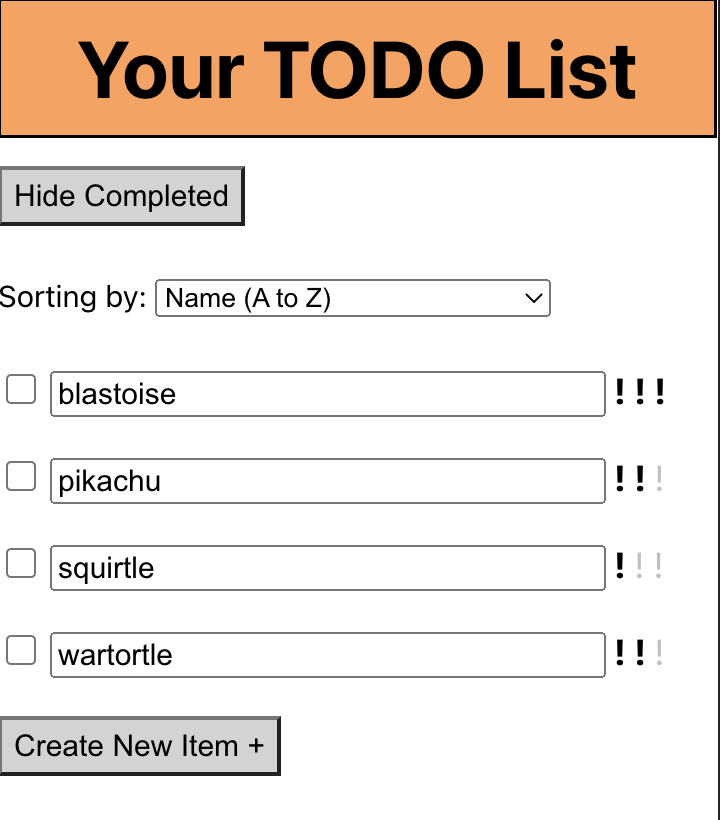 Your TODO List
Hide Completed
Sorting by: Name (A to Z)
blastoise !!!
pikachu !!!
squirtle !!!
wartortle !!!
Create New Item +